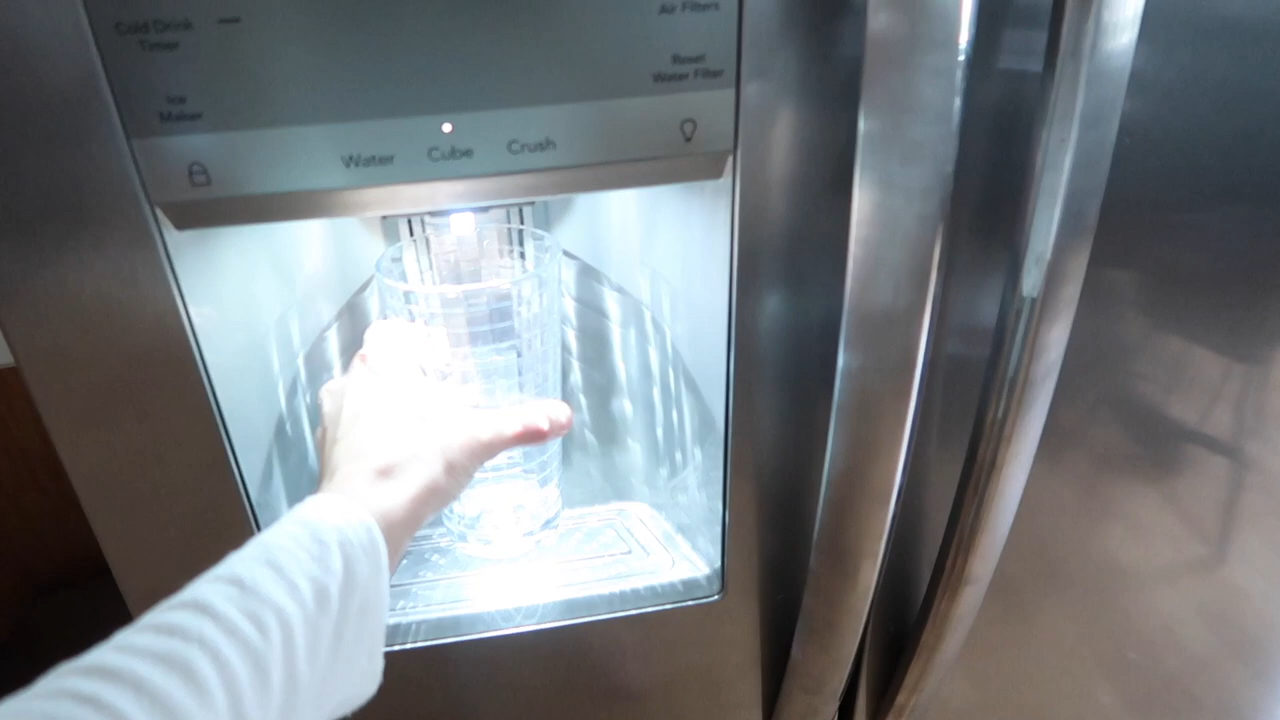 Cold Drink
Timer
Air Filters
Reset
Water Filter
Ice
Maker
Water
Cube
Crush